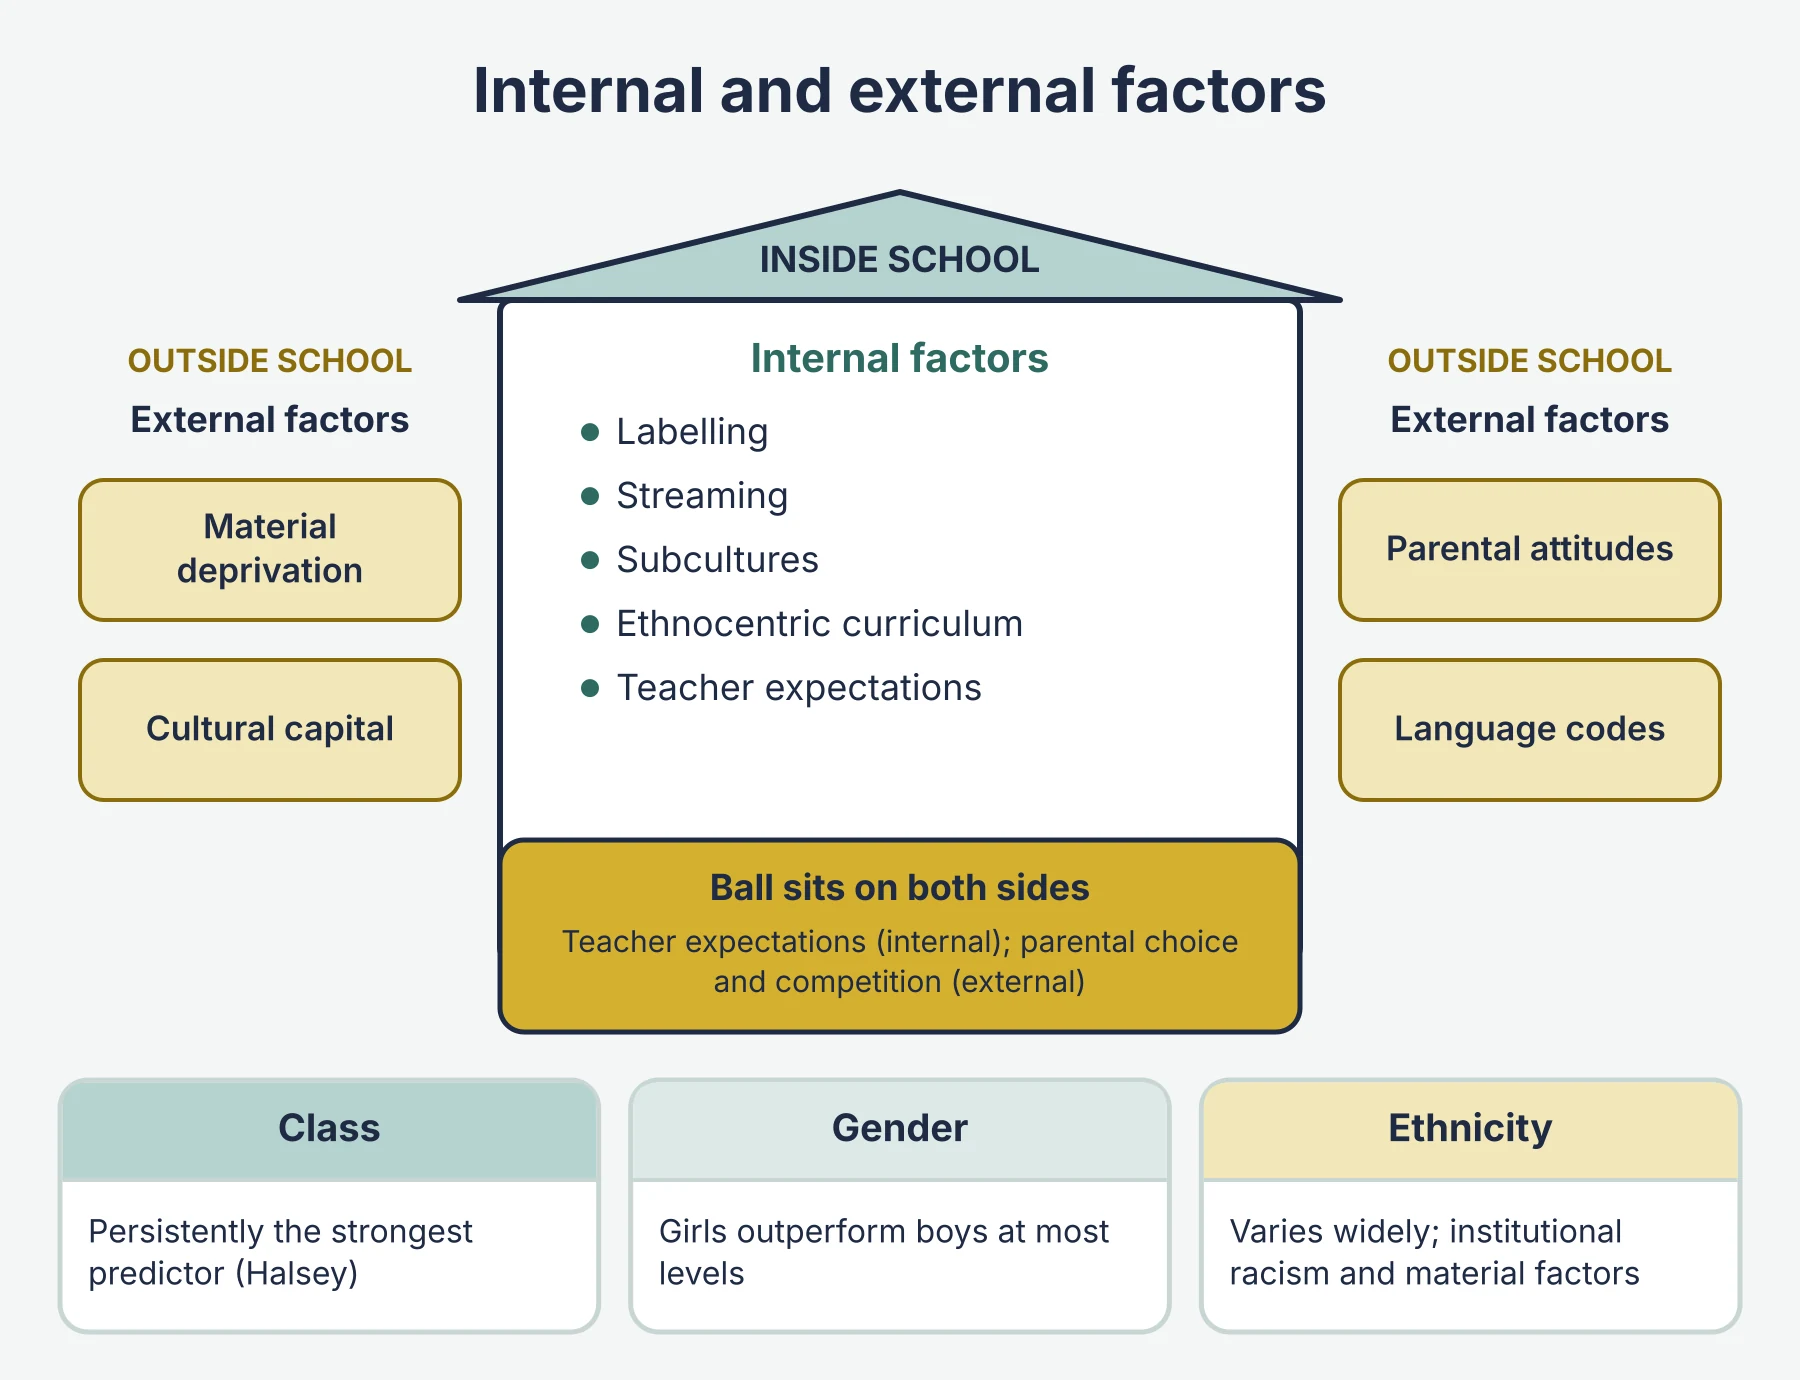 Internal and external factors
INSIDE SCHOOL
OUTSIDE SCHOOL
External factors
Material
deprivation
Cultural capital
Internal factors
Labelling
Streaming
Subcultures
Ethnocentric curriculum
Teacher expectations
OUTSIDE SCHOOL
External factors
Parental attitudes
Language codes
Ball sits on both sides
Teacher expectations (internal); parental choice
and competition (external)
Class
Persistently the strongest
predictor (Halsey)
Gender
Girls outperform boys at most
levels
Ethnicity
Varies widely; institutional
racism and material factors